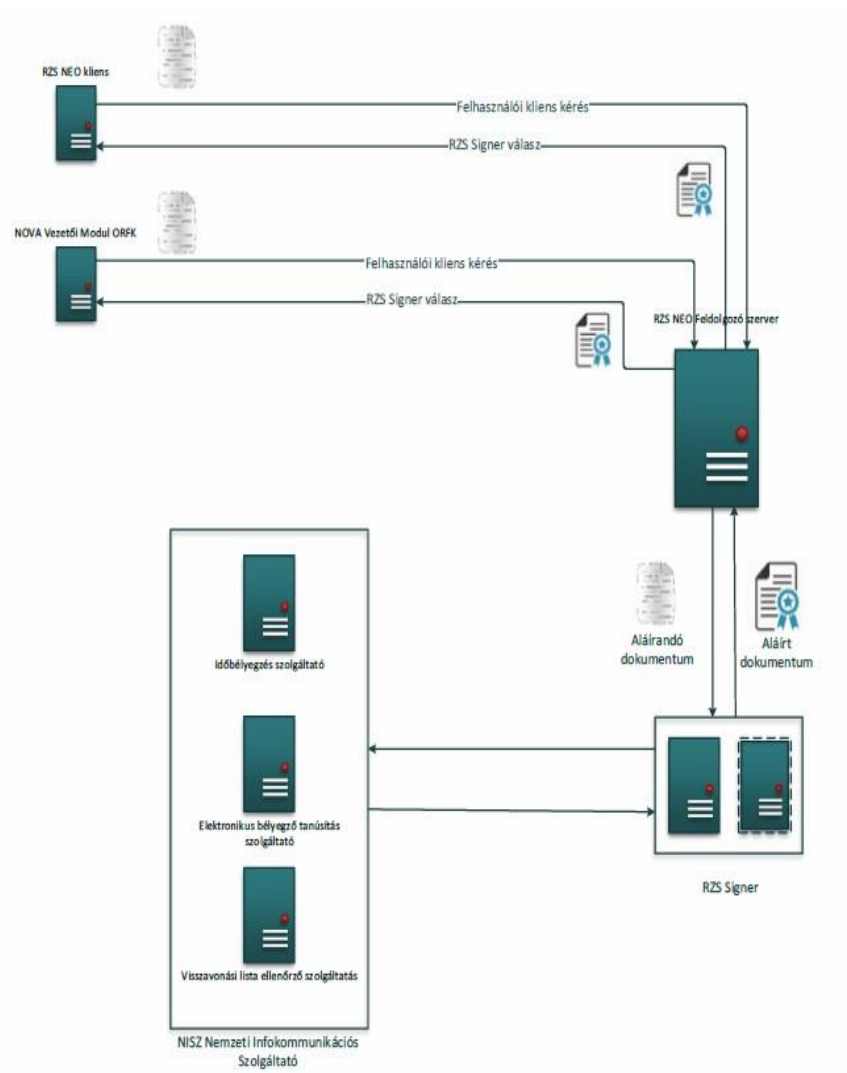 RZS NEO kliens
Felhasználói kliens kérés
RZS Signer válasz
NOVA Vezetői Modul ORFK
Felhasználói kliens kérés
RZS Signer válasz
RZS NEO Feldolgozó szerver
Aláírandó
dokumentum
Aláírt
dokumentum
Időbélyegzés szolgáltató
Elektronikus bélyegző tanúsítás
szolgáltató
RZS Signer
Visszavonási lista ellenőrző szolgáltatás
NISZ Nemzeti Infokommunikációs
Szolgáltató